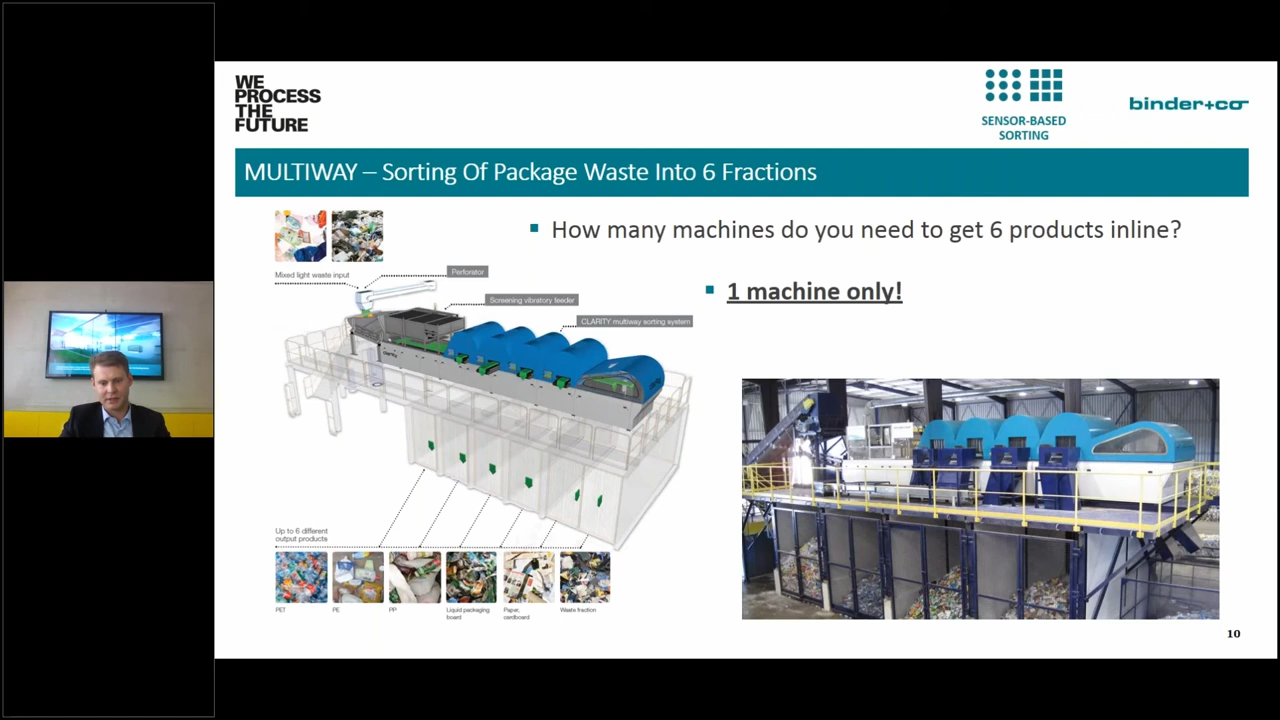 WE
PROCESS
THE
FUTURE
SENSOR-BASED
SORTING
binder+co
MULTIWAY – Sorting Of Package Waste Into 6 Fractions
How many machines do you need to get 6 products inline?
1 machine only!
Mixed light waste input
Perforator
Screening vibratory feeder
CLARITY multiway sorting system
clarity
Up to 6 different
output products
PET
PE
PP
Liquid packaging
board
Paper,
cardboard
Waste fraction
10